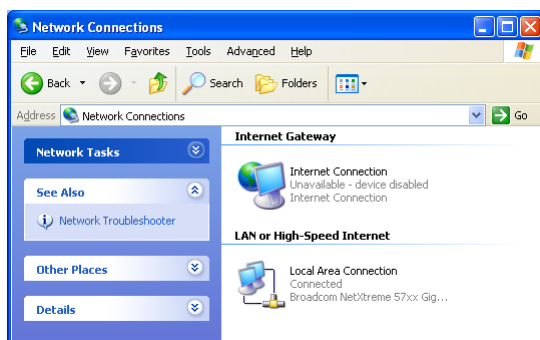 Network Connections
File Edit View Favorites Tools Advanced Help
Back Search Folders
Address Network Connections Go
Network Tasks
See Also
Network Troubleshooter
Other Places
Details
Internet Gateway
Internet Connection
Unavailable - device disabled
Internet Connection
LAN or High-Speed Internet
Local Area Connection
Connected
Broadcom NetXtreme 57xx Gig...